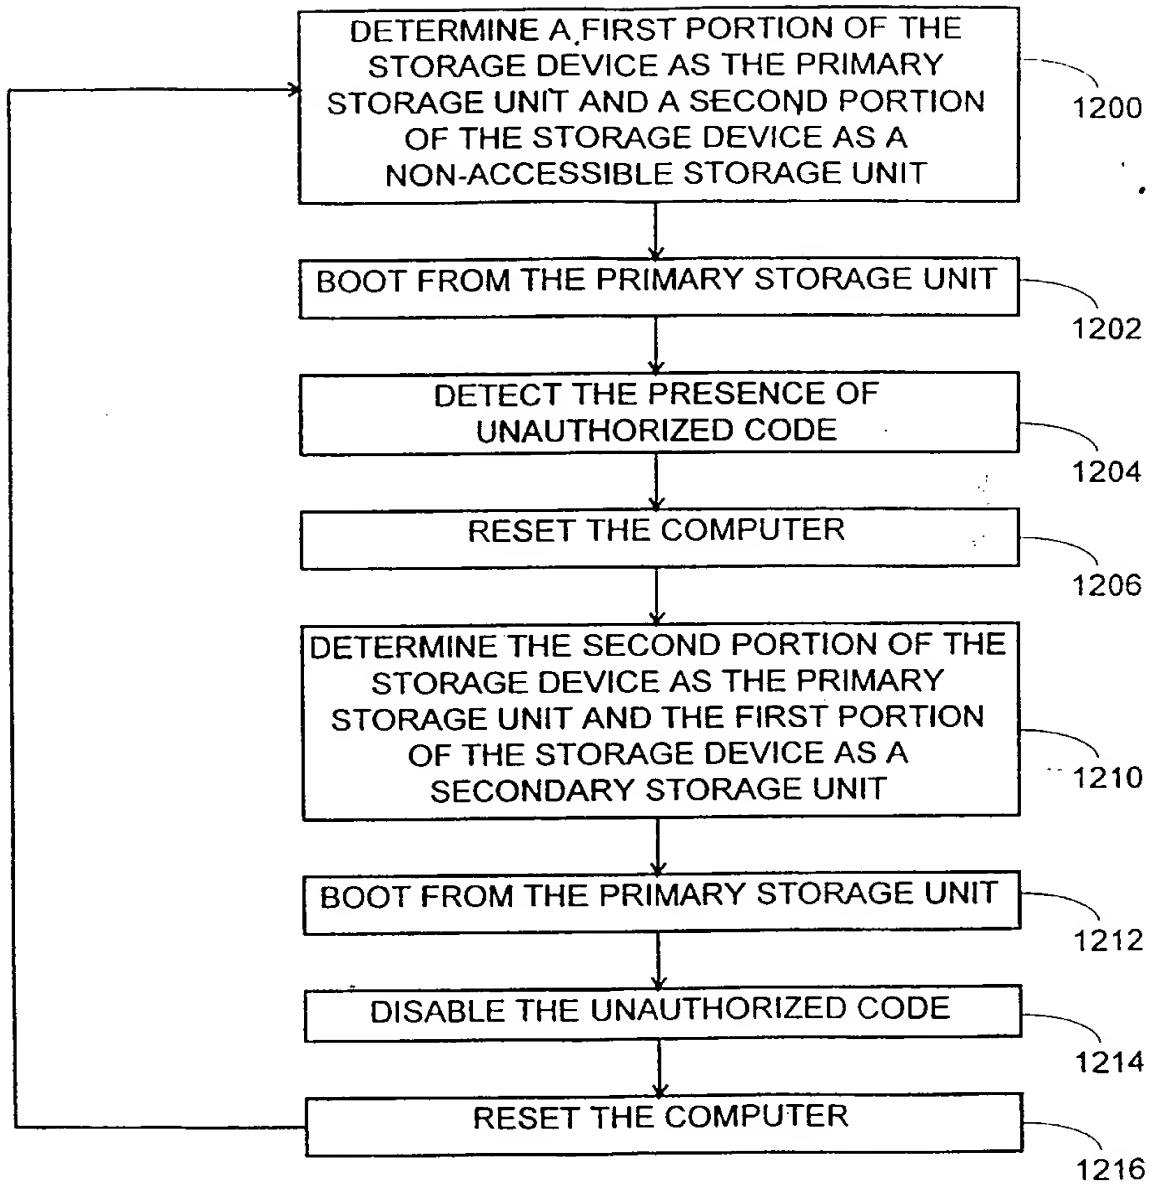 DETERMINE A FIRST PORTION OF THE
STORAGE DEVICE AS THE PRIMARY
STORAGE UNIT AND A SECOND PORTION
OF THE STORAGE DEVICE AS A
NON-ACCESSIBLE STORAGE UNIT
1200
BOOT FROM THE PRIMARY STORAGE UNIT
1202
DETECT THE PRESENCE OF
UNAUTHORIZED CODE
1204
RESET THE COMPUTER
1206
DETERMINE THE SECOND PORTION OF THE
STORAGE DEVICE AS THE PRIMARY
STORAGE UNIT AND THE FIRST PORTION
OF THE STORAGE DEVICE AS A
SECONDARY STORAGE UNIT
1210
BOOT FROM THE PRIMARY STORAGE UNIT
1212
DISABLE THE UNAUTHORIZED CODE
1214
RESET THE COMPUTER
1216